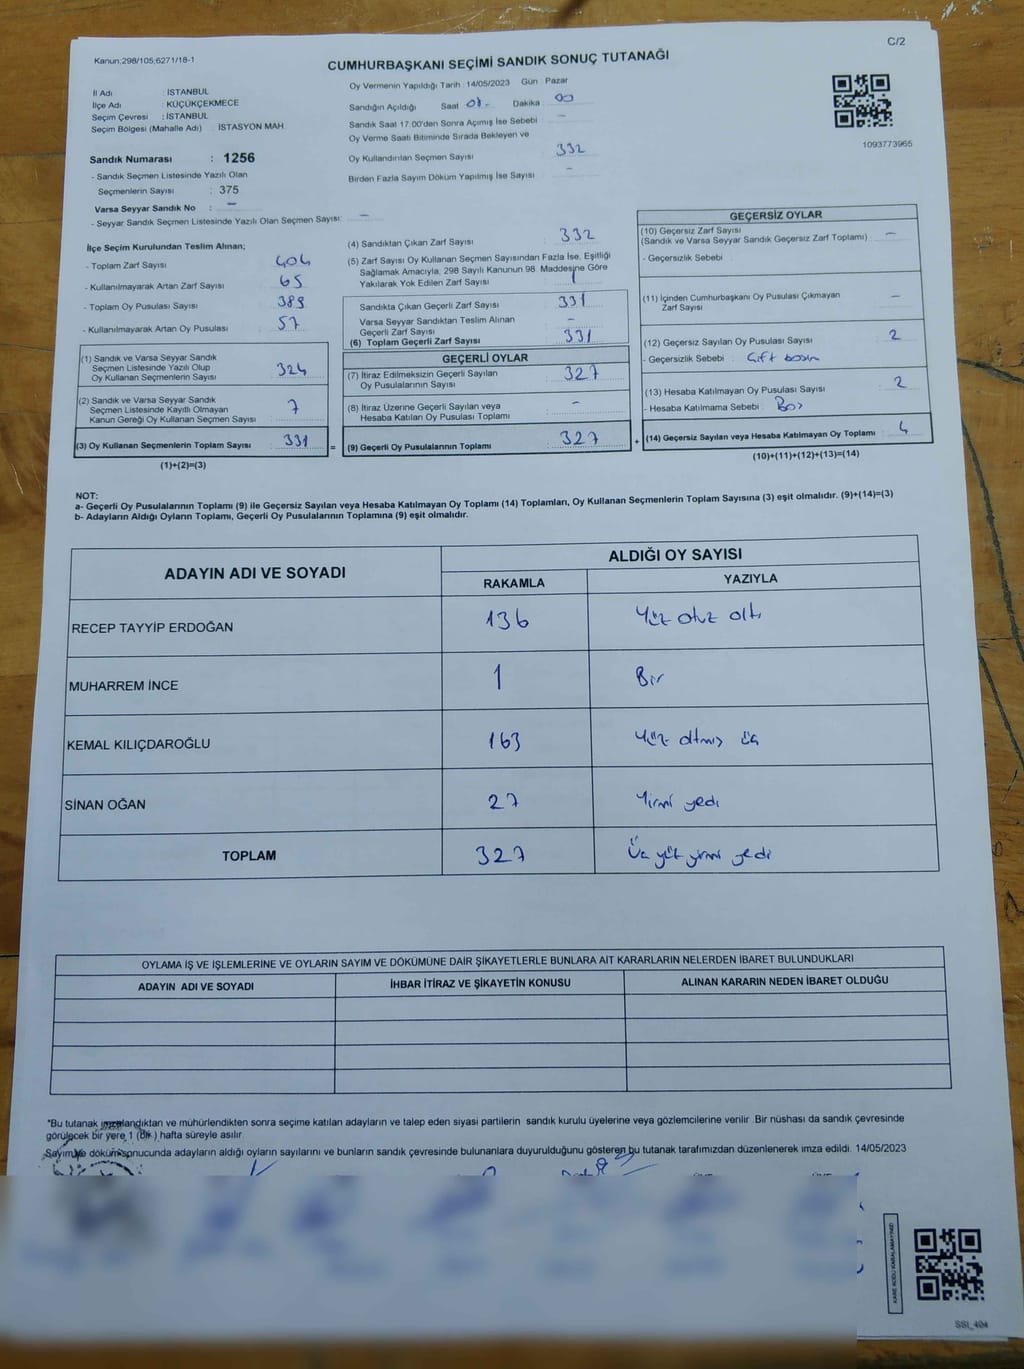 C/2
Kanun;298/105;6271/18-1
CUMHURBAŞKANI SEÇİMİ SANDIK SONUÇ TUTANAĞI
İl Adı : İSTANBUL
İlçe Adı : KÜÇÜKÇEKMECE
Seçim Çevresi : İSTANBUL
Seçim Bölgesi (Mahalle Adı) : İSTASYON MAH.
Sandık Numarası : 1256
- Sandık Seçmen Listesinde Yazılı Olan
Seçmenlerin Sayısı : 375
Varsa Seyyar Sandık No : -
- Seyyar Sandık Seçmen Listesinde Yazılı Olan Seçmen Sayısı: -
Oy Vermenin Yapıldığı Tarih : 14/05/2023 Gün : Pazar
Sandığın Açıldığı Saat 08- Dakika 00
Sandık Saat 17:00'den Sonra Açımış İse Sebebi -
Oy Verme Saati Bitiminde Sırada Bekleyen ve
Oy Kullandırılan Seçmen Sayısı 332
Birden Fazla Sayım Döküm Yapılmış İse Sayısı -
1093773965
İlçe Seçim Kurulundan Teslim Alınan;
- Toplam Zarf Sayısı 404
- Kullanılmayarak Artan Zarf Sayısı 65
- Toplam Oy Pusulası Sayısı 389
- Kullanılmayarak Artan Oy Pusulası 57
(1) Sandık ve Varsa Seyyar Sandık
Seçmen Listesinde Yazılı Olup
Oy Kullanan Seçmenlerin Sayısı 324
(2) Sandık ve Varsa Seyyar Sandık
Seçmen Listesinde Kayıtlı Olmayan
Kanun Gereği Oy Kullanan Seçmen Sayısı 7
(3) Oy Kullanan Seçmenlerin Toplam Sayısı 331 =
(1)+(2)=(3)
(4) Sandıktan Çıkan Zarf Sayısı 332
(5) Zarf Sayısı Oy Kullanan Seçmen Sayısından Fazla İse, Eşitliği
Sağlamak Amacıyla, 298 Sayılı Kanunun 98. Maddesine Göre
Yakılarak Yok Edilen Zarf Sayısı 1
Sandıkta Çıkan Geçerli Zarf Sayısı 331
Varsa Seyyar Sandıktan Teslim Alınan
Geçerli Zarf Sayısı -
(6) Toplam Geçerli Zarf Sayısı 331
GEÇERLİ OYLAR
(7) İtiraz Edilmeksizin Geçerli Sayılan
Oy Pusulalarının Sayısı 327
(8) İtiraz Üzerine Geçerli Sayılan veya
Hesaba Katılan Oy Pusulası Toplamı -
(9) Geçerli Oy Pusulalarının Toplamı 327 +
GEÇERSİZ OYLAR
(10) Geçersiz Zarf Sayısı
(Sandık ve Varsa Seyyar Sandık Geçersiz Zarf Toplamı) -
- Geçersizlik Sebebi
(11) İçinden Cumhurbaşkanı Oy Pusulası Çıkmayan
Zarf Sayısı -
(12) Geçersiz Sayılan Oy Pusulası Sayısı 2
- Geçersizlik Sebebi : Çift basım
(13) Hesaba Katılmayan Oy Pusulası Sayısı 2
- Hesaba Katılmama Sebebi : Boş
(14) Geçersiz Sayılan veya Hesaba Katılmayan Oy Toplamı 4
(10)+(11)+(12)+(13)=(14)
NOT:
a- Geçerli Oy Pusulalarının Toplamı (9) ile Geçersiz Sayılan veya Hesaba Katılmayan Oy Toplamı (14) Toplamları, Oy Kullanan Seçmenlerin Toplam Sayısına (3) eşit olmalıdır. (9)+(14)=(3)
b- Adayların Aldığı Oyların Toplamı, Geçerli Oy Pusulalarının Toplamına (9) eşit olmalıdır.
ADAYIN ADI VE SOYADI ALDIĞI OY SAYISI
RAKAMLA YAZIYLA
RECEP TAYYİP ERDOĞAN 136 Yüz otuz altı
MUHARREM İNCE 1 Bir
KEMAL KILIÇDAROĞLU 163 Yüz altmış üç
SİNAN OĞAN 27 Yirmi yedi
TOPLAM 327 Üç yüz yirmi yedi
OYLAMA İŞ VE İŞLEMLERİNE VE OYLARIN SAYIM VE DÖKÜMÜNE DAİR ŞİKAYETLERLE BUNLARA AİT KARARLARIN NELERDEN İBARET BULUNDUKLARI
ADAYIN ADI VE SOYADI İHBAR İTİRAZ VE ŞİKAYETİN KONUSU ALINAN KARARIN NEDEN İBARET OLDUĞU
*Bu tutanak imzalandıktan ve mühürlendikten sonra seçime katılan adayların ve talep eden siyasi partilerin sandık kurulu üyelerine veya gözlemcilerine verilir. Bir nüshası da sandık çevresinde
görülecek bir yere 1 (Bir ) hafta süreyle asılır.
Sayım ve döküm sonucunda adayların aldığı oyların sayılarını ve bunların sandık çevresinde bulunanlara duyurulduğunu gösteren bu tutanak tarafımızdan düzenlenerek imza edildi. 14/05/2023
KARE KODU KARALAMAYINIZ!
SSI_404